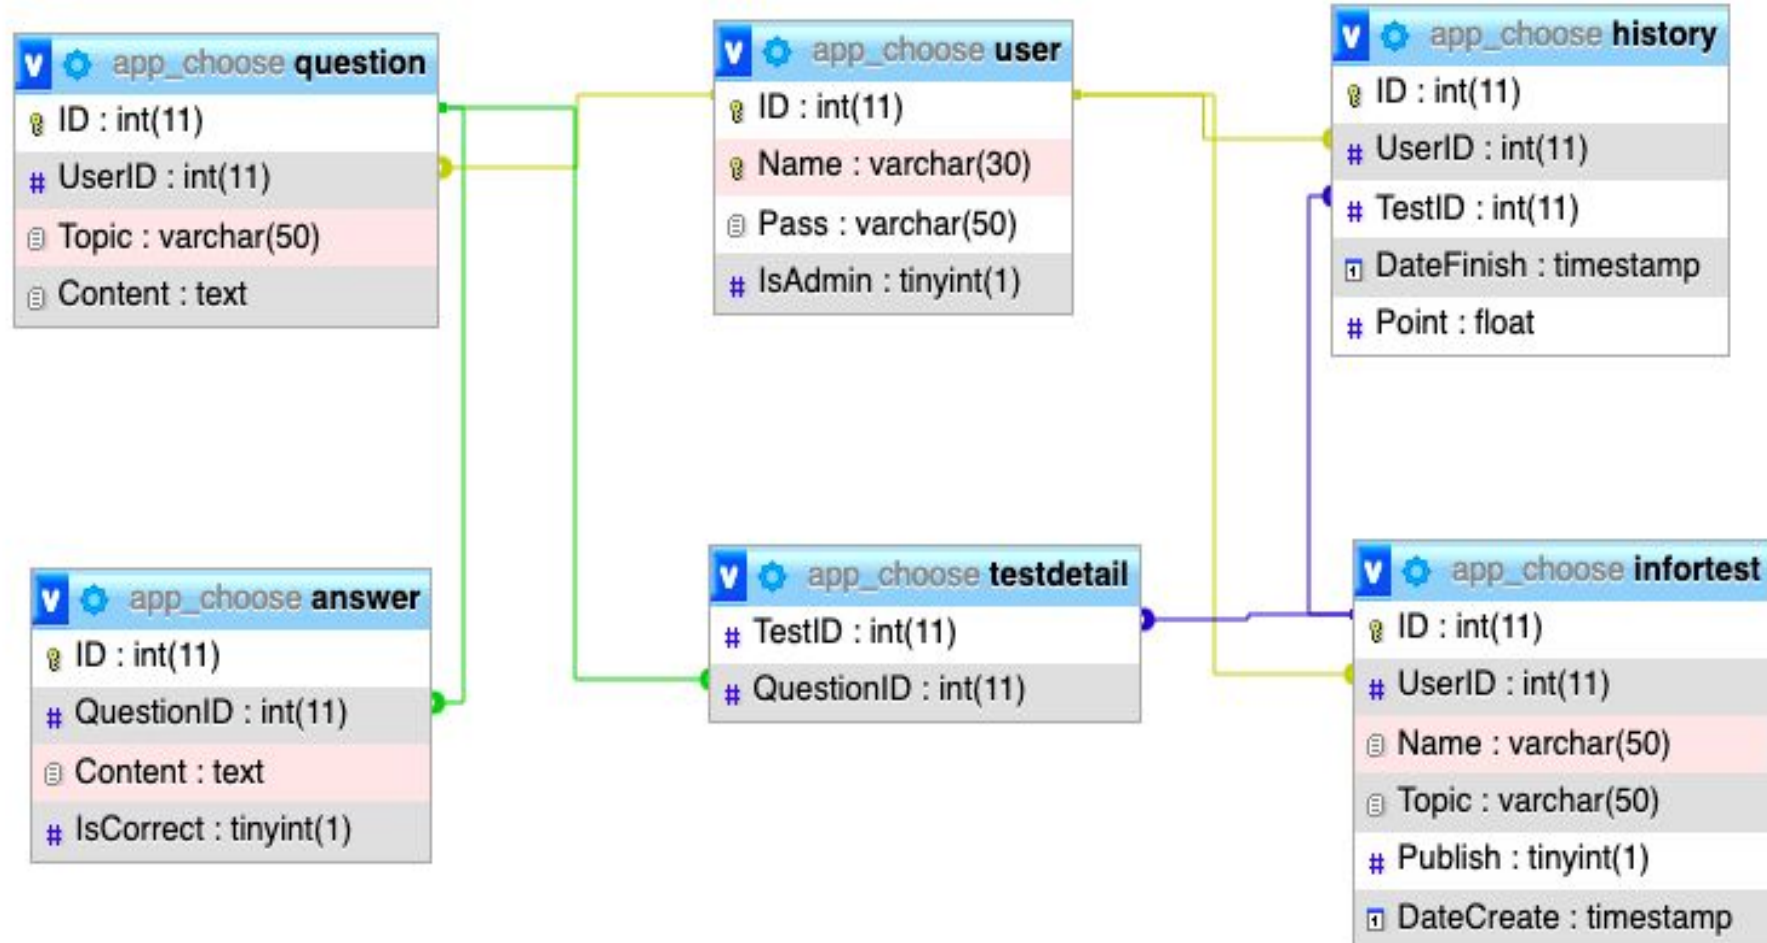 app_choose question
ID : int(11)
UserID : int(11)
Topic : varchar(50)
Content : text
app_choose user
ID : int(11)
Name : varchar(30)
Pass : varchar(50)
IsAdmin : tinyint(1)
app_choose history
ID : int(11)
UserID : int(11)
TestID : int(11)
DateFinish : timestamp
Point : float
app_choose answer
ID : int(11)
QuestionID : int(11)
Content : text
IsCorrect : tinyint(1)
app_choose testdetail
TestID : int(11)
QuestionID : int(11)
app_choose infortest
ID : int(11)
UserID : int(11)
Name : varchar(50)
Topic : varchar(50)
Publish : tinyint(1)
DateCreate : timestamp